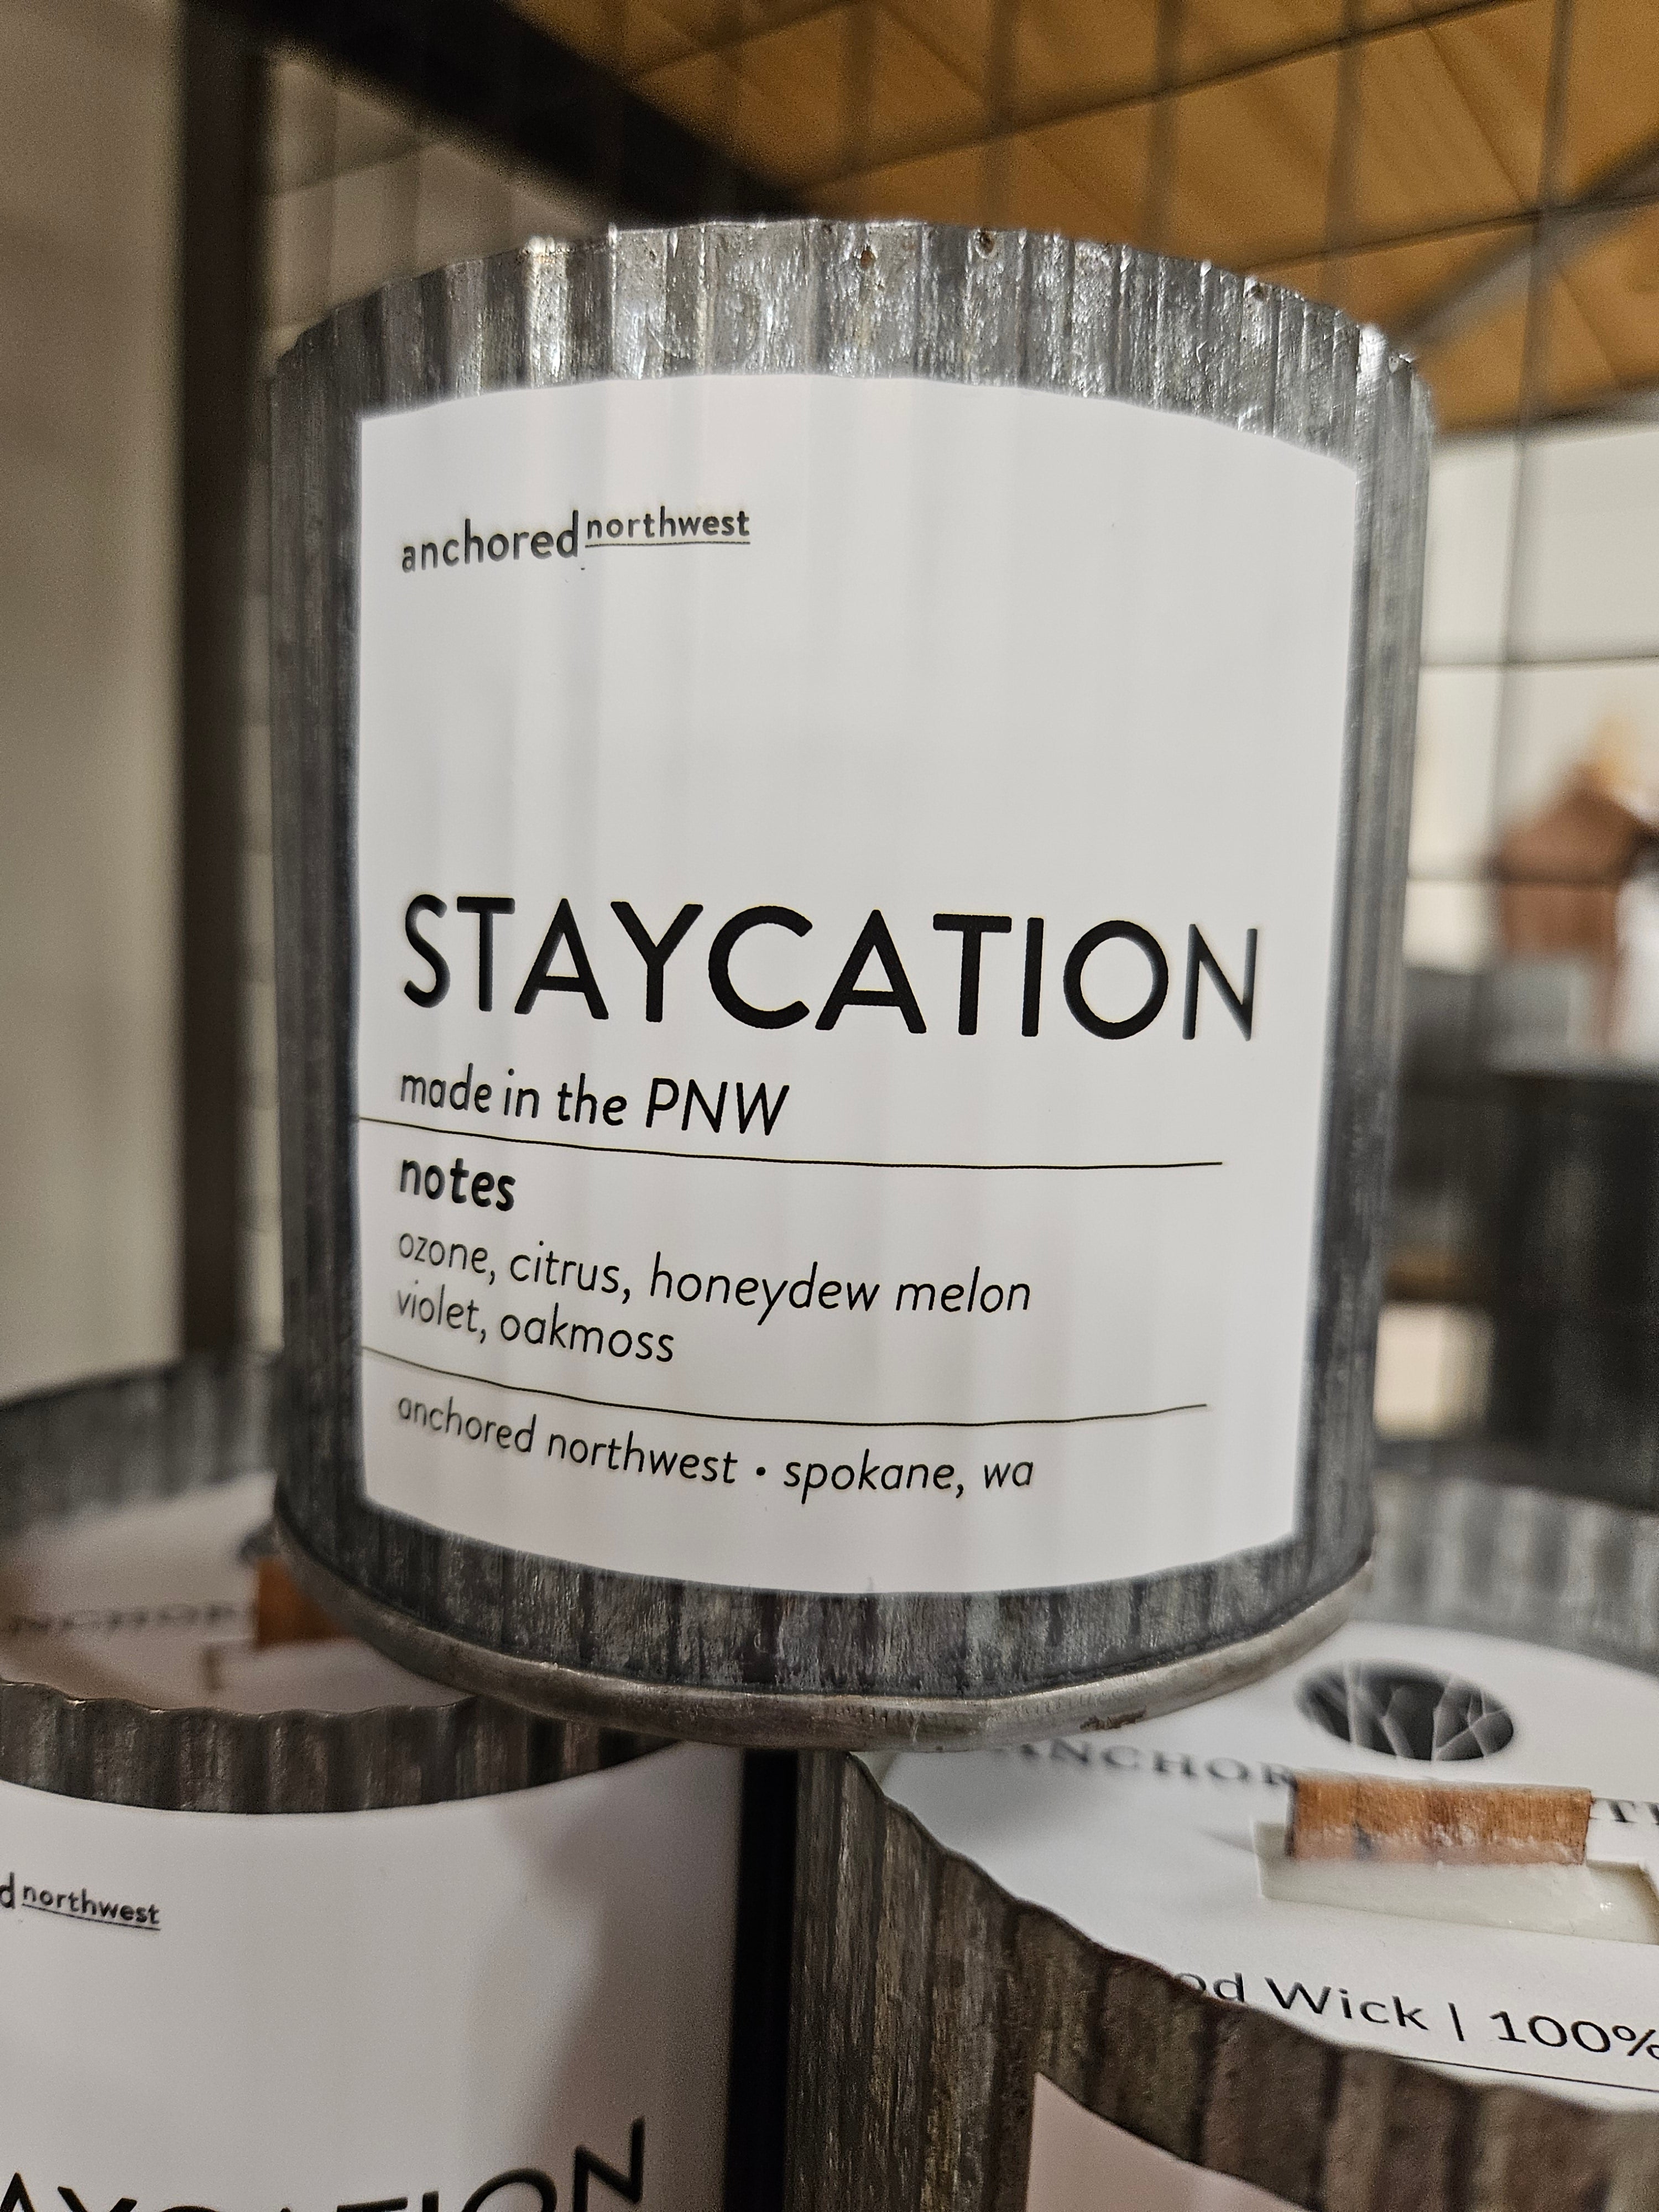 anchored northwest
STAYCATION
made in the PNW
notes
ozone, citrus, honeydew melon
violet, oakmoss
anchored northwest • spokane, wa
northwest
Wick | 100%